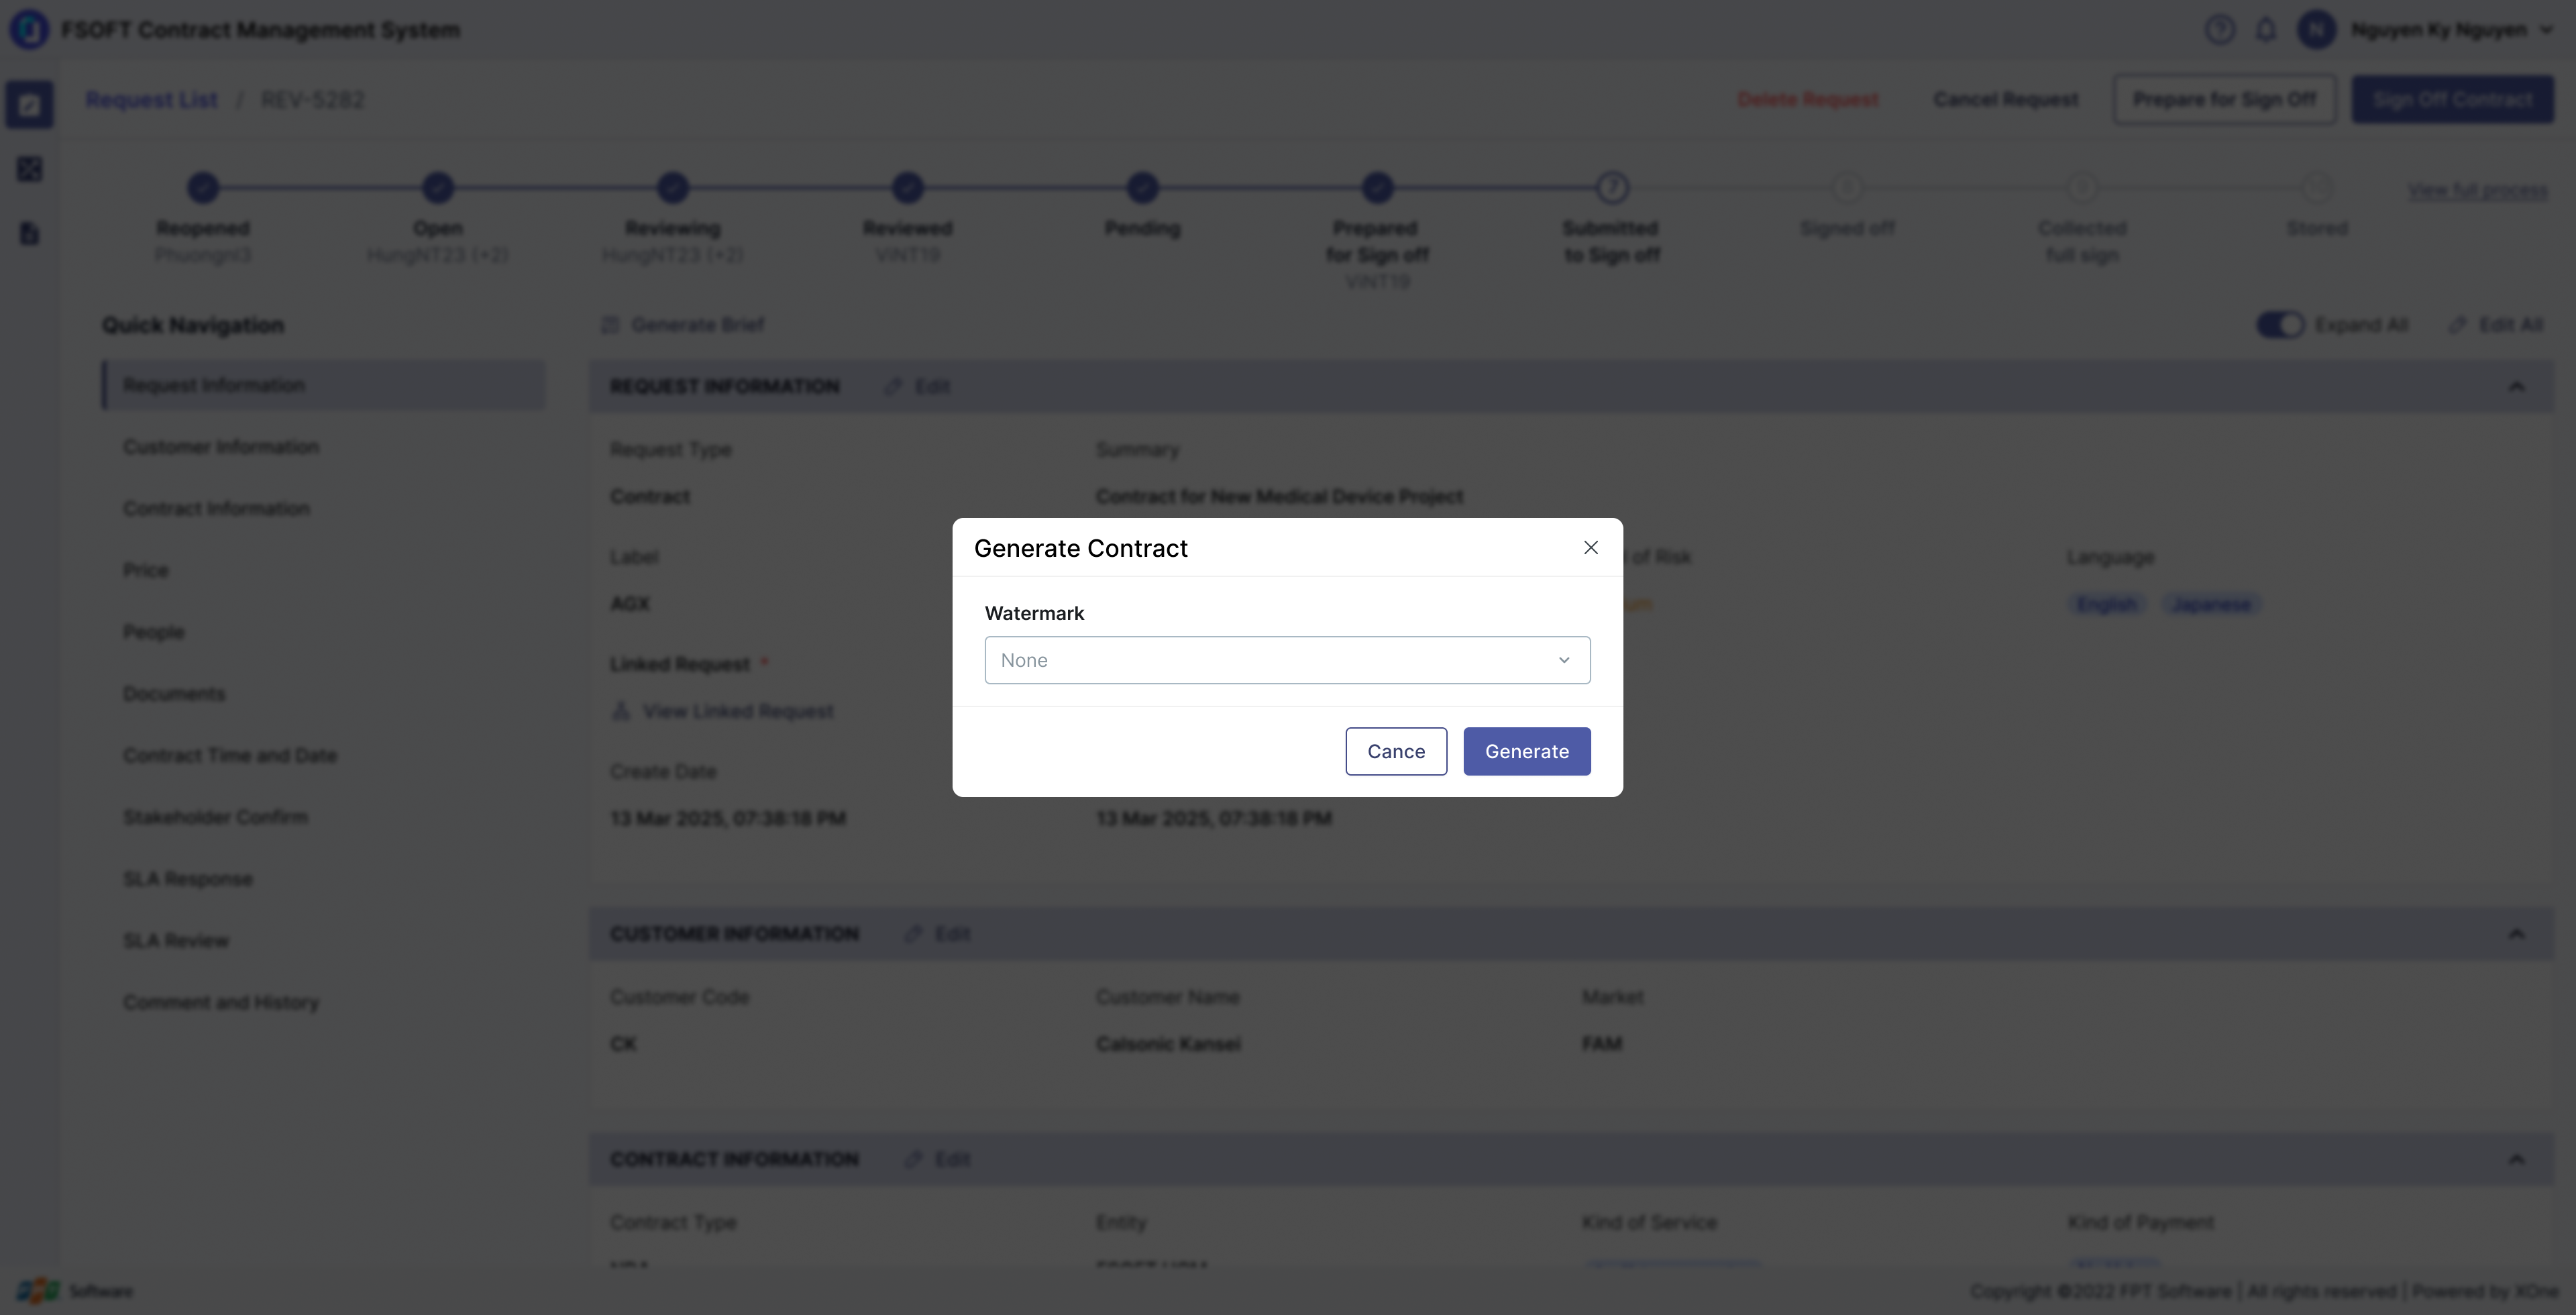 FSOFT Contract Management System
Nguyen Ky Nguyen
Request List / REV-5282
Delete Request
Cancel Request
Prepare for Sign Off
Sign Off Contract
7
Reopened
Open
Reviewing
Reviewed
Pending
Prepared
for Sign off
Submitted
to Sign off
Signed off
Collected
full sign
Stored
View full process
Phuongnl3
HungNT23 (+2)
HungNT23 (+2)
ViNT19
ViNT19
Quick Navigation
Generate Brief
Expand All
Edit All
Request Information
Customer Information
Contract Information
Price
People
Documents
Contract Time and Date
Stakeholder Confirm
SLA Response
SLA Review
Comment and History
REQUEST INFORMATION
Edit
Request Type
Summary
Contract
Contract for New Medical Device Project
Label
of Risk
Language
AGX
English
Japanese
Linked Request *
View Linked Request
Create Date
13 Mar 2025, 07:38:18 PM
13 Mar 2025, 07:38:18 PM
Generate Contract
Watermark
None
Cance
Generate
CUSTOMER INFORMATION
Edit
Customer Code
Customer Name
Market
CK
Calsonic Kansei
FAM
CONTRACT INFORMATION
Edit
Contract Type
Entity
Kind of Service
Kind of Payment
Software
Copyright ©2022 FPT Software | All rights reserved | Powered by XOne